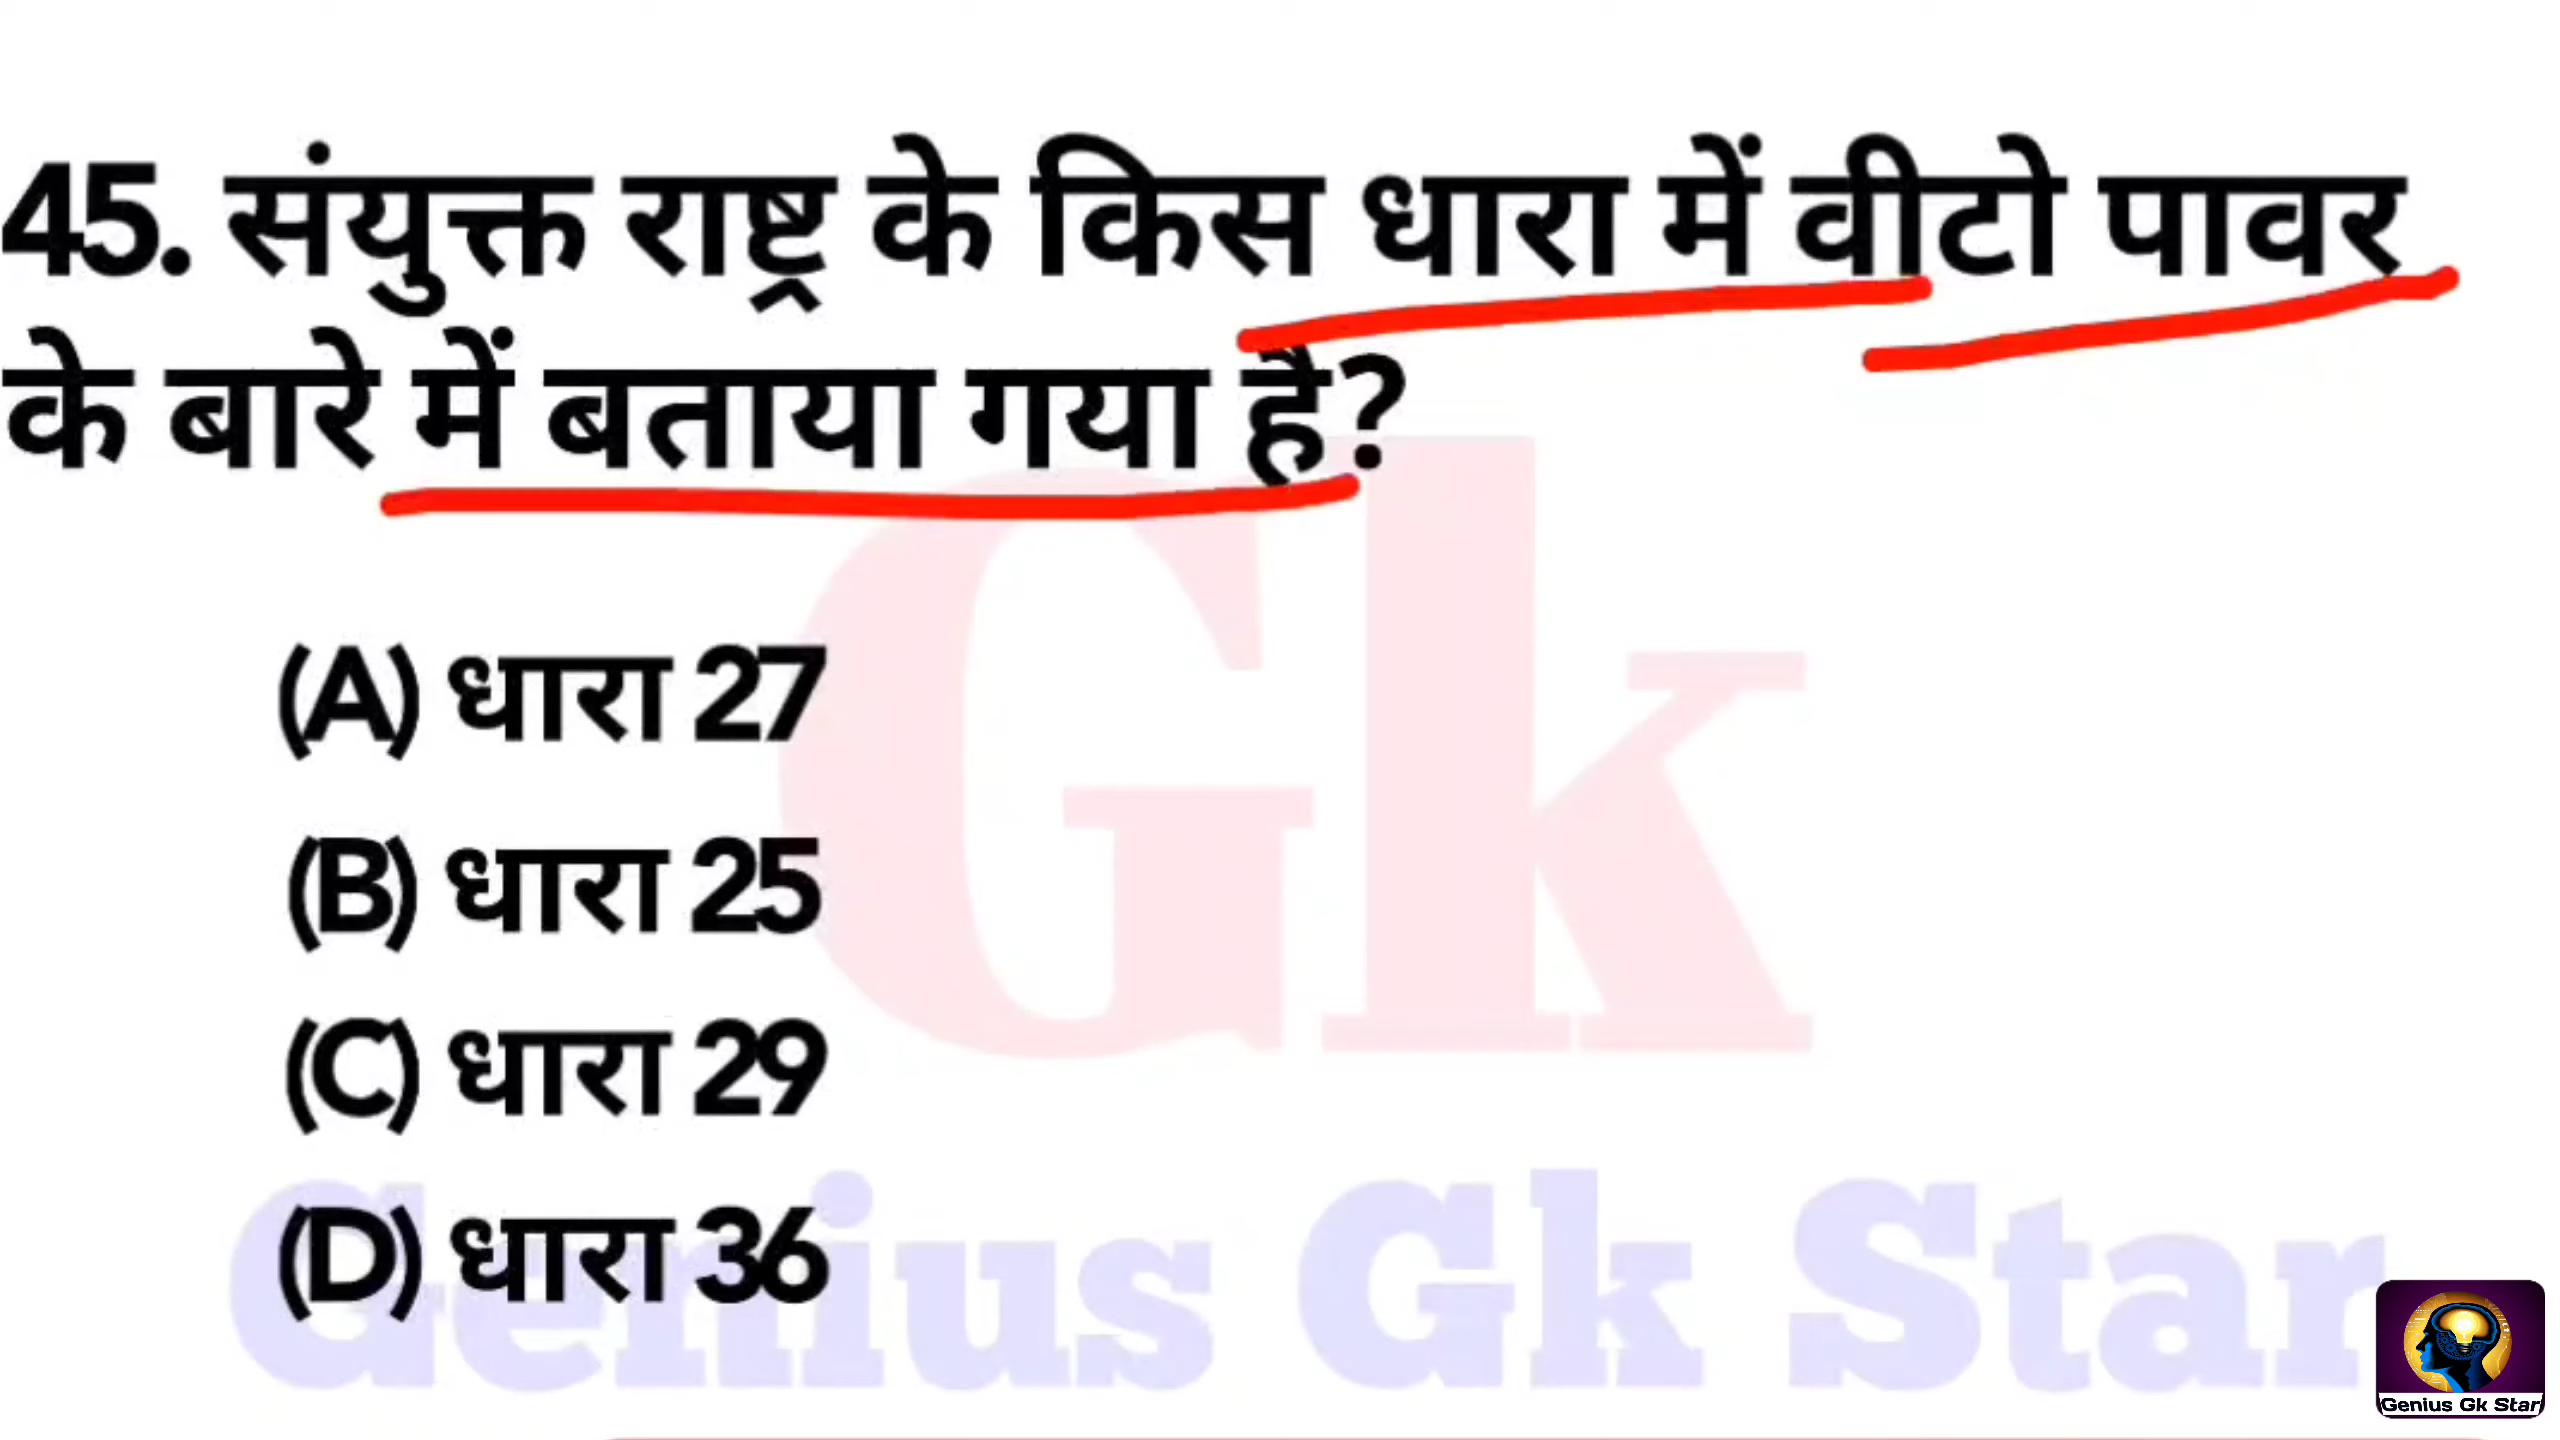 45. संयुक्त राष्ट्र के किस धारा में वीटो पावर
के बारे में बताया गया है?
(A) धारा 27
(B) धारा 25
(C) धारा 29
(D) धारा 36
Gk
Genius Gk Star
Genius Gk Star